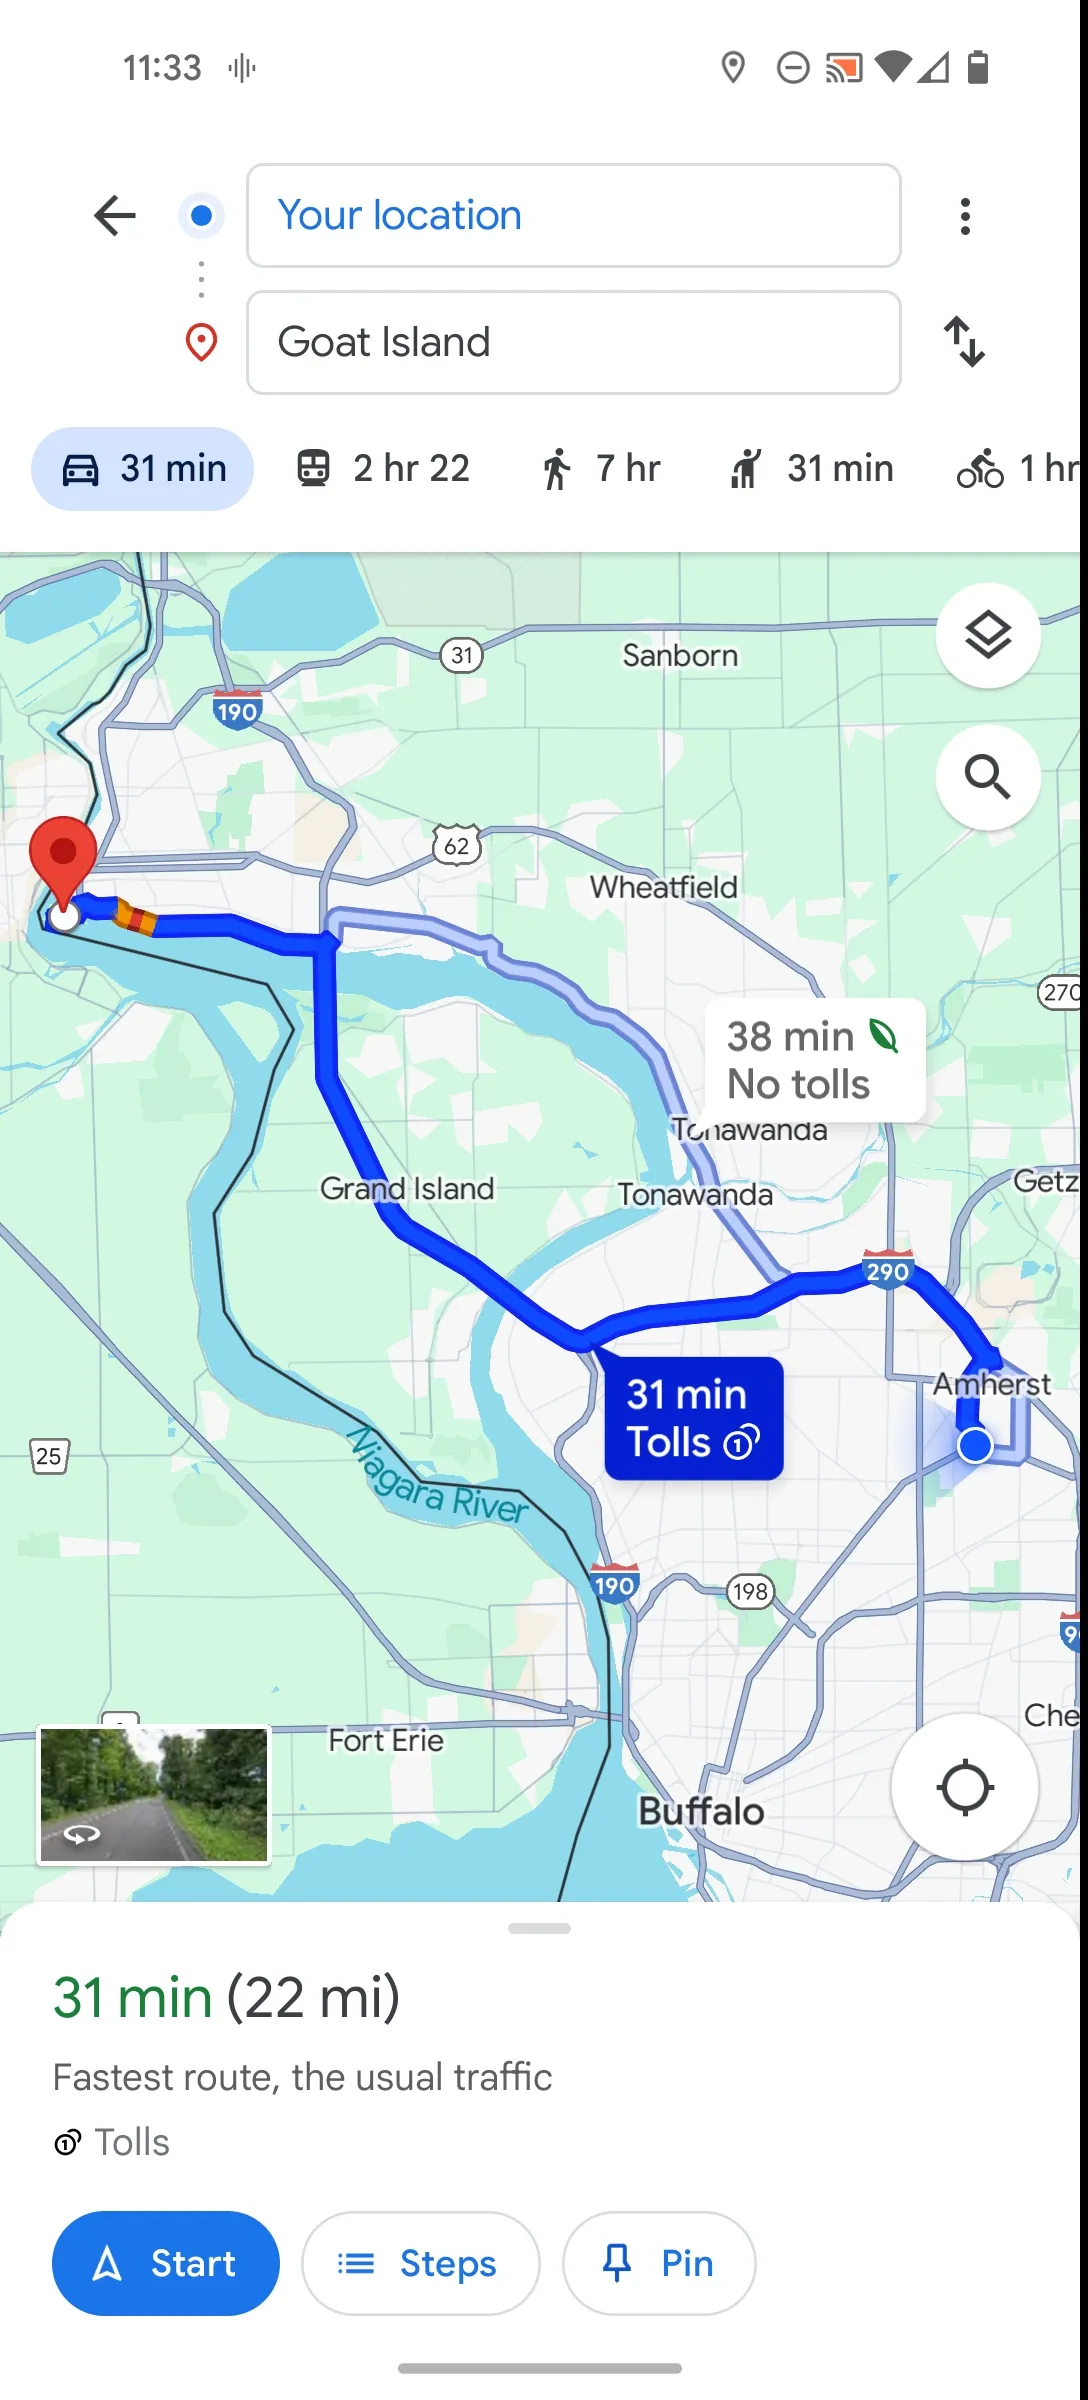 11:33
Your location
Goat Island
31 min
2 hr 22
7 hr
31 min
1 hr
31
Sanborn
190
62
Wheatfield
270
38 min
No tolls
Tonawanda
Grand Island
Tonawanda
Getz
290
31 min
Tolls
Amherst
25
Niagara River
190
198
9
Che
Fort Erie
Buffalo
31 min (22 mi)
Fastest route, the usual traffic
Tolls
Start
Steps
Pin